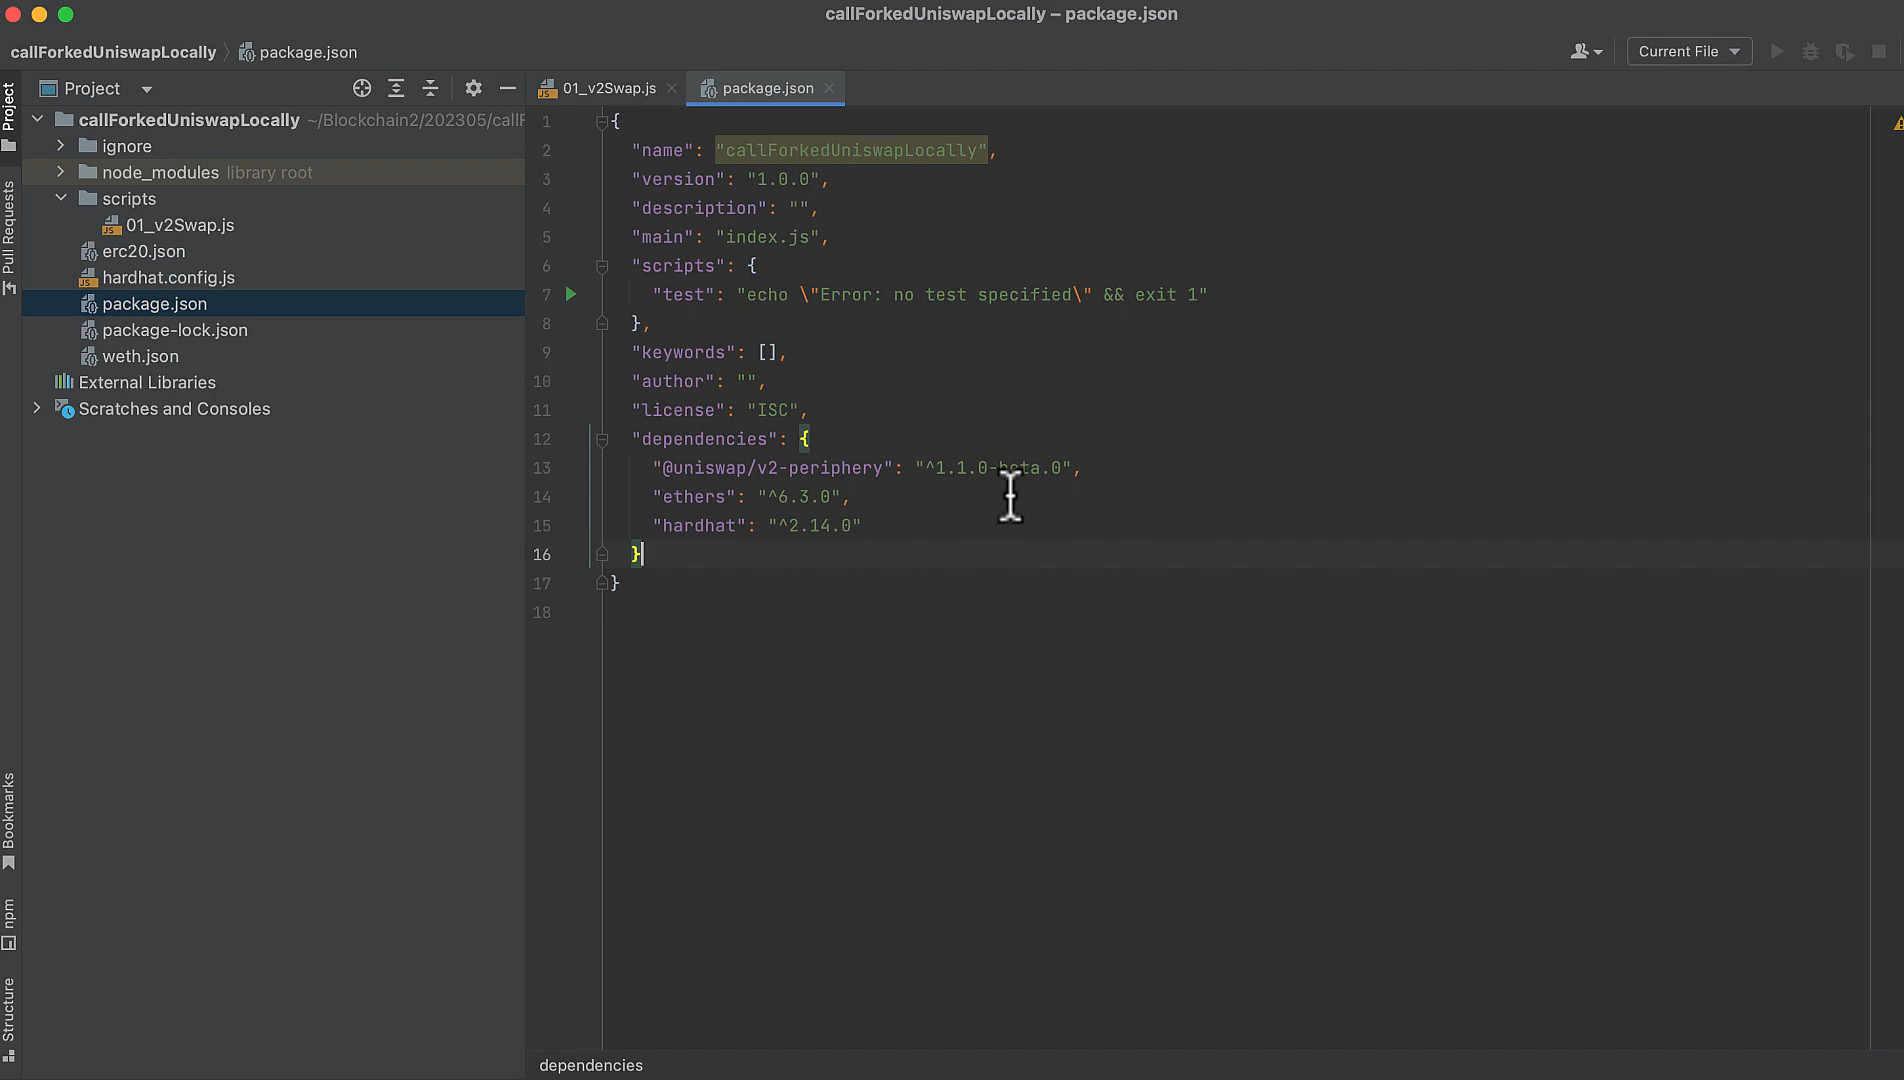 callForkedUniswapLocally – package.json
callForkedUniswapLocally
package.json
Current File
Project
Project
01_v2Swap.js
package.json
Pull Requests
Bookmarks
npm
Structure
callForkedUniswapLocally ~/Blockchain2/202305/callF
ignore
node_modules library root
scripts
01_v2Swap.js
erc20.json
hardhat.config.js
package.json
package-lock.json
weth.json
External Libraries
Scratches and Consoles
1 {
2 "name": "callForkedUniswapLocally",
3 "version": "1.0.0",
4 "description": "",
5 "main": "index.js",
6 "scripts": {
7 "test": "echo \"Error: no test specified\" && exit 1"
8 },
9 "keywords": [],
10 "author": "",
11 "license": "ISC",
12 "dependencies": {
13 "@uniswap/v2-periphery": "^1.1.0-beta.0",
14 "ethers": "^6.3.0",
15 "hardhat": "^2.14.0"
16 }
17 }
18
dependencies